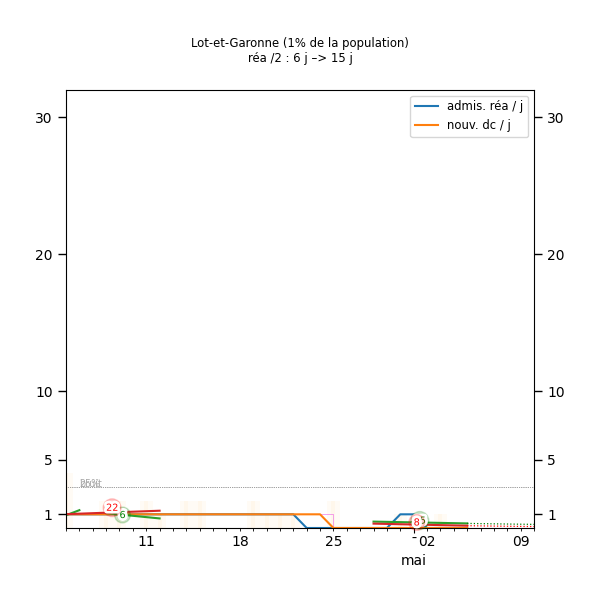 Lot-et-Garonne (1% de la population)
réa /2 : 6 j –> 15 j
admis. réa / j
nouv. dc / j
30 30
20 20
10 10
5 5
1 1
22
6
-8
11 18 25 02 09
mai